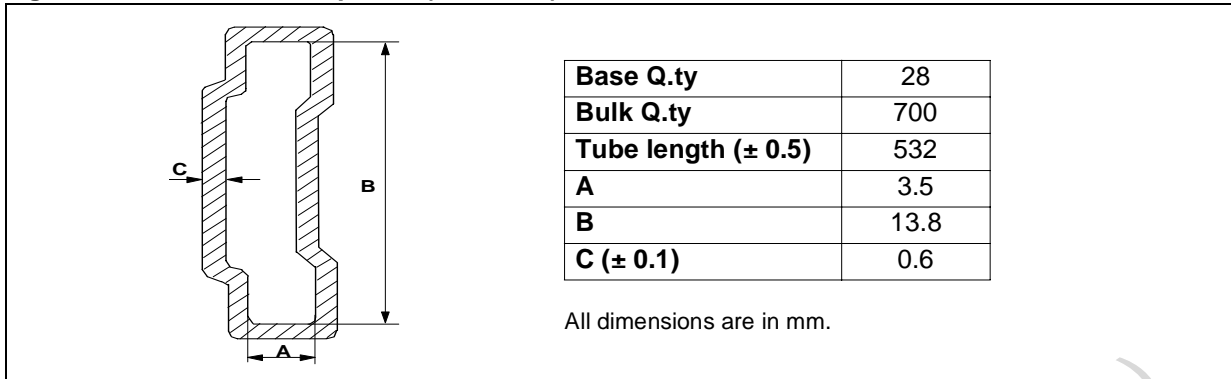 C
B
A
Base Q.ty 28
Bulk Q.ty 700
Tube length (± 0.5) 532
A 3.5
B 13.8
C (± 0.1) 0.6
All dimensions are in mm.